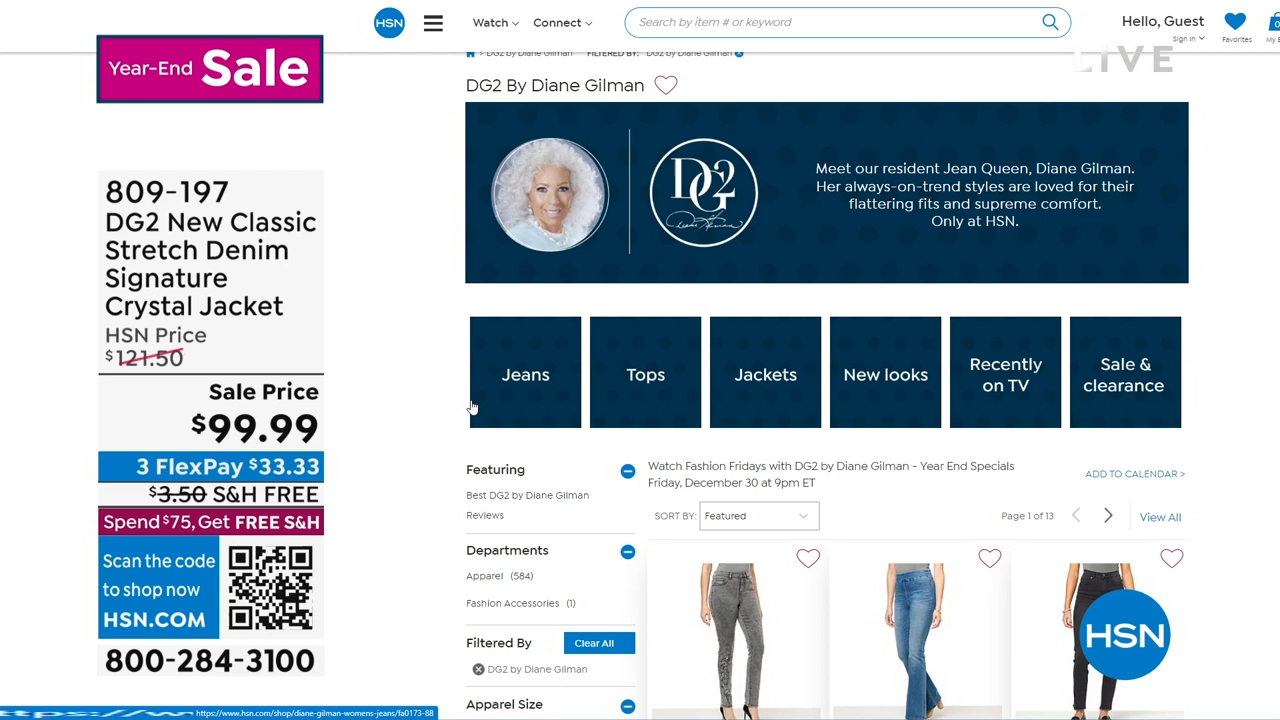 HSN
Watch
Connect
Search by item # or keyword
Hello, Guest
Sign In
Favorites
LIVE
Year-End Sale
> DG2 by Diane Gilman FILTERED BY: DG2 by Diane Gilman
DG2 By Diane Gilman
DG2
Diane Gilman
Meet our resident Jean Queen, Diane Gilman.
Her always-on-trend styles are loved for their
flattering fits and supreme comfort.
Only at HSN.
809-197
DG2 New Classic
Stretch Denim
Signature
Crystal Jacket
HSN Price
$121.50
Sale Price
$99.99
3 FlexPay $33.33
$3.50 S&H FREE
Spend $75, Get FREE S&H
Scan the code
to shop now
HSN.COM
800-284-3100
Jeans
Tops
Jackets
New looks
Recently
on TV
Sale &
clearance
Featuring
Best DG2 by Diane Gilman
Reviews
Departments
Apparel (584)
Fashion Accessories (1)
Filtered By
Clear All
DG2 by Diane Gilman
Apparel Size
Watch Fashion Fridays with DG2 by Diane Gilman - Year End Specials
Friday, December 30 at 9pm ET
ADD TO CALENDAR >
SORT BY: Featured
Page 1 of 13
View All
HSN
https://www.hsn.com/shop/diane-gilman-womens-jeans/fa0173-88